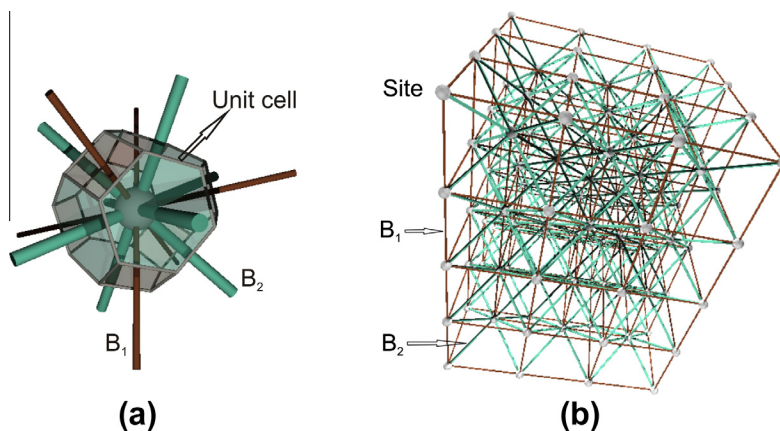 Unit cell
B₂
B₁
(a)
Site
B₁
B₂
(b)